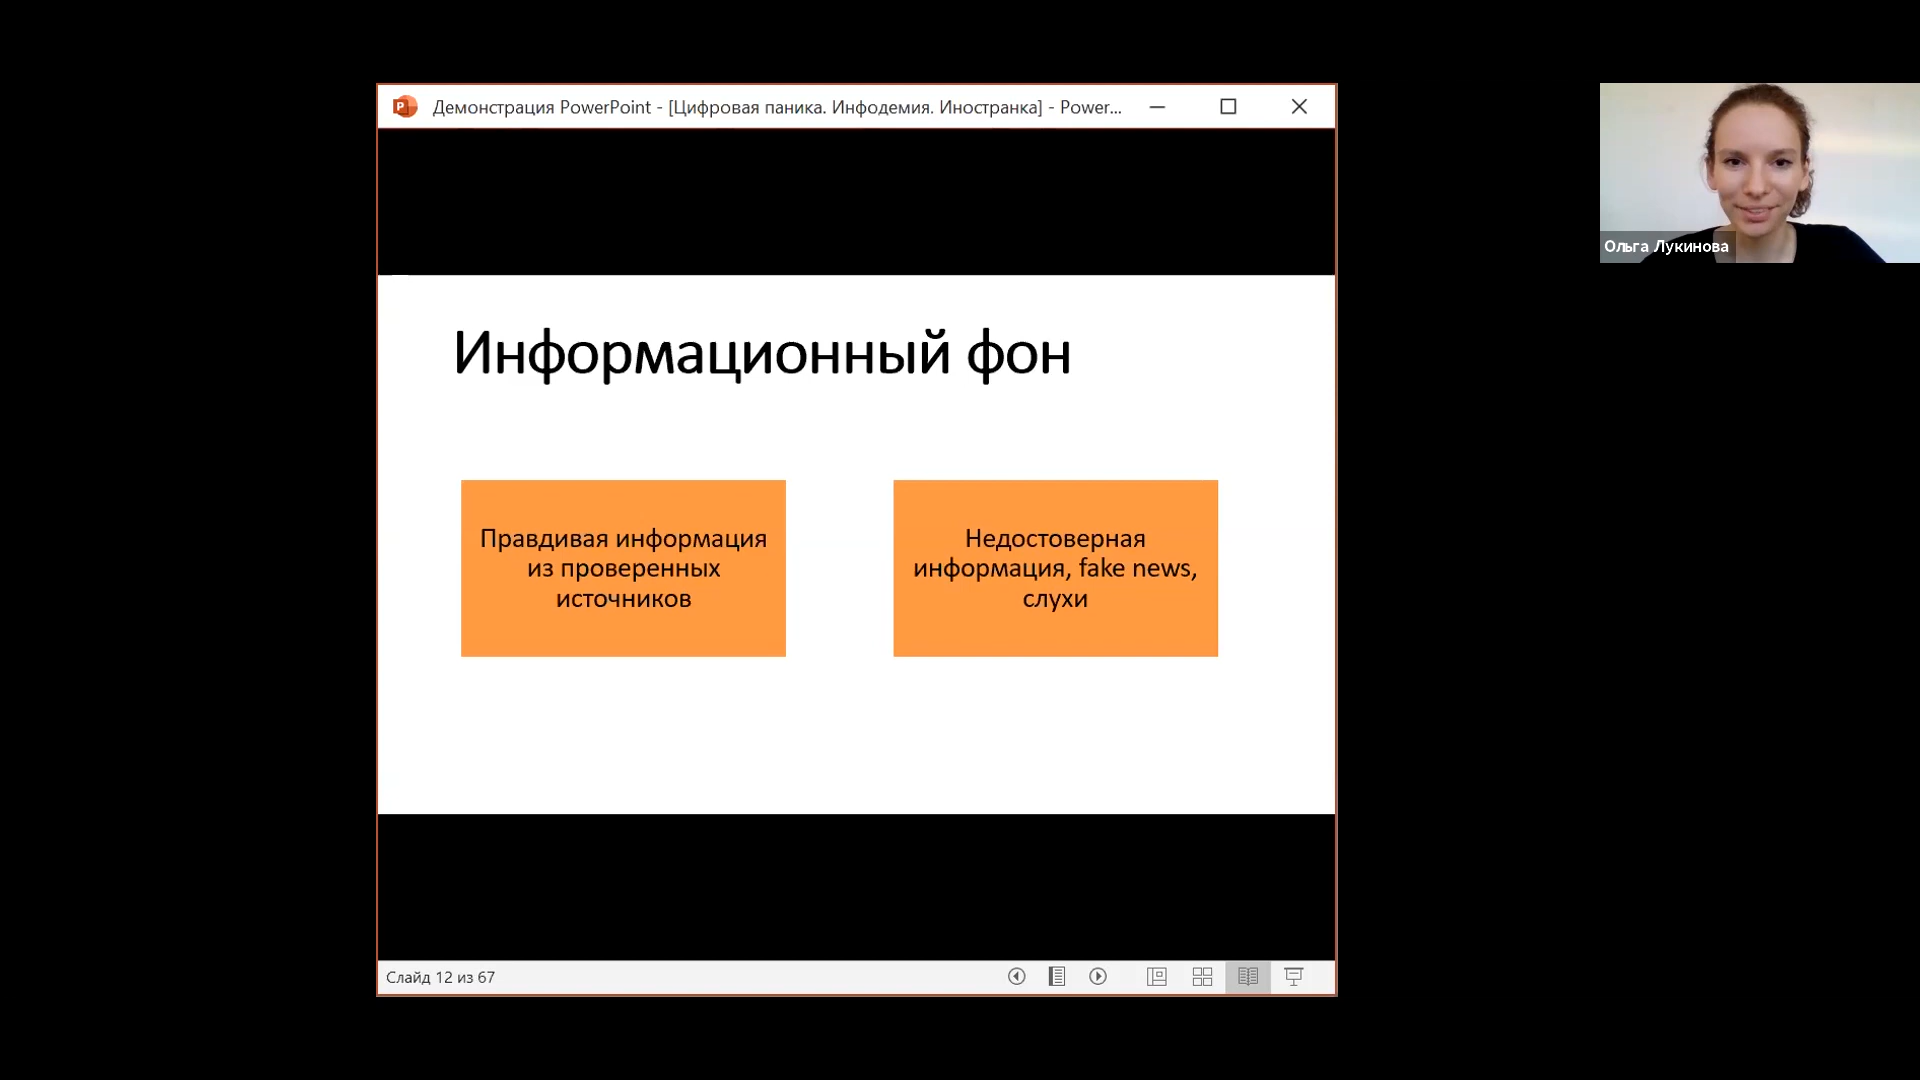 Демонстрация PowerPoint - [Цифровая паника. Инфодемия. Иностранка] - Power...
Ольга Лукинова
Информационный фон
Правдивая информация
из проверенных
источников
Недостоверная
информация, fake news,
слухи
Слайд 12 из 67